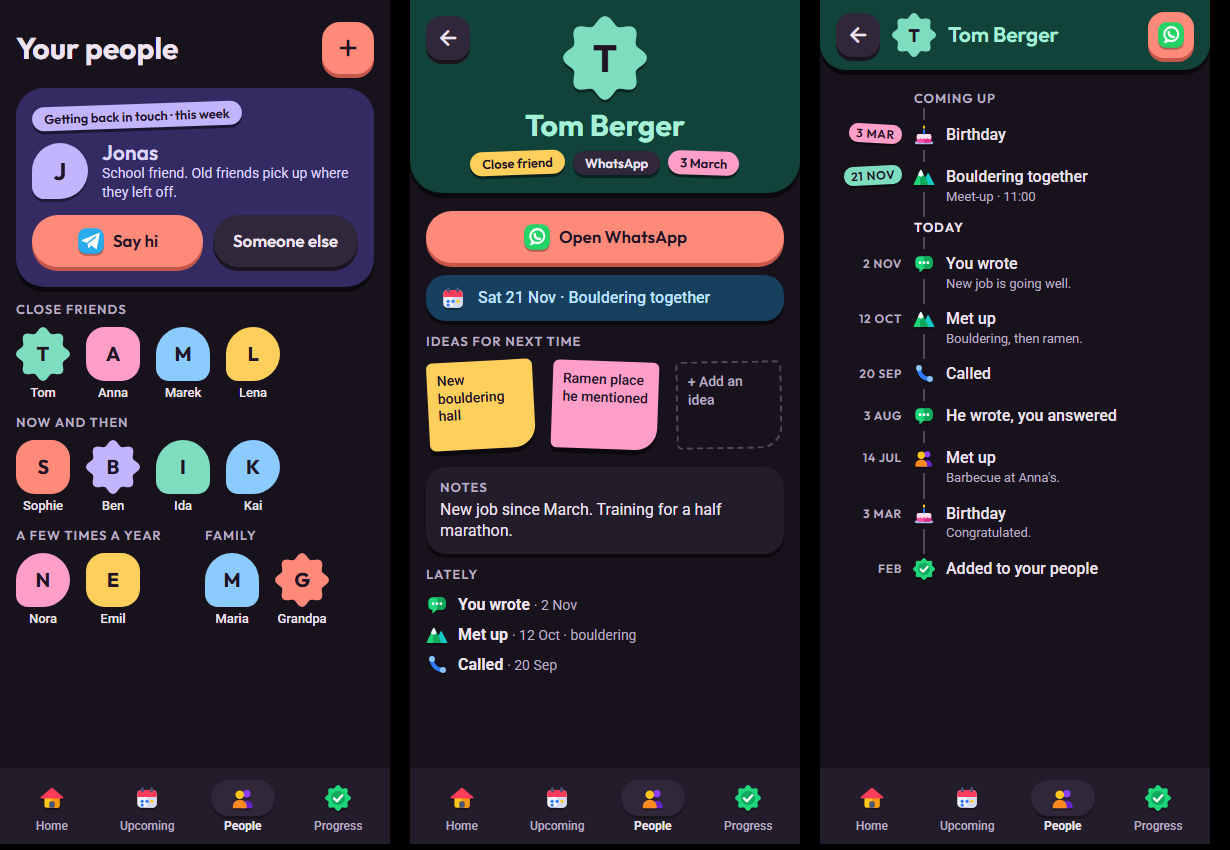 Your people
+
Getting back in touch · this week
J
Jonas
School friend. Old friends pick up where
they left off.
Say hi
Someone else
CLOSE FRIENDS
T A M L
Tom Anna Marek Lena
NOW AND THEN
S B I K
Sophie Ben Ida Kai
A FEW TIMES A YEAR FAMILY
N E M G
Nora Emil Maria Grandpa
Home Upcoming People Progress
T
Tom Berger
Close friend WhatsApp 3 March
Open WhatsApp
Sat 21 Nov · Bouldering together
IDEAS FOR NEXT TIME
New
bouldering
hall
Ramen place
he mentioned
+ Add an
idea
NOTES
New job since March. Training for a half
marathon.
LATELY
You wrote · 2 Nov
Met up · 12 Oct · bouldering
Called · 20 Sep
Home Upcoming People Progress
T Tom Berger
COMING UP
3 MAR Birthday
21 NOV Bouldering together
Meet-up · 11:00
TODAY
2 NOV You wrote
New job is going well.
12 OCT Met up
Bouldering, then ramen.
20 SEP Called
3 AUG He wrote, you answered
14 JUL Met up
Barbecue at Anna's.
3 MAR Birthday
Congratulated.
FEB Added to your people
Home Upcoming People Progress